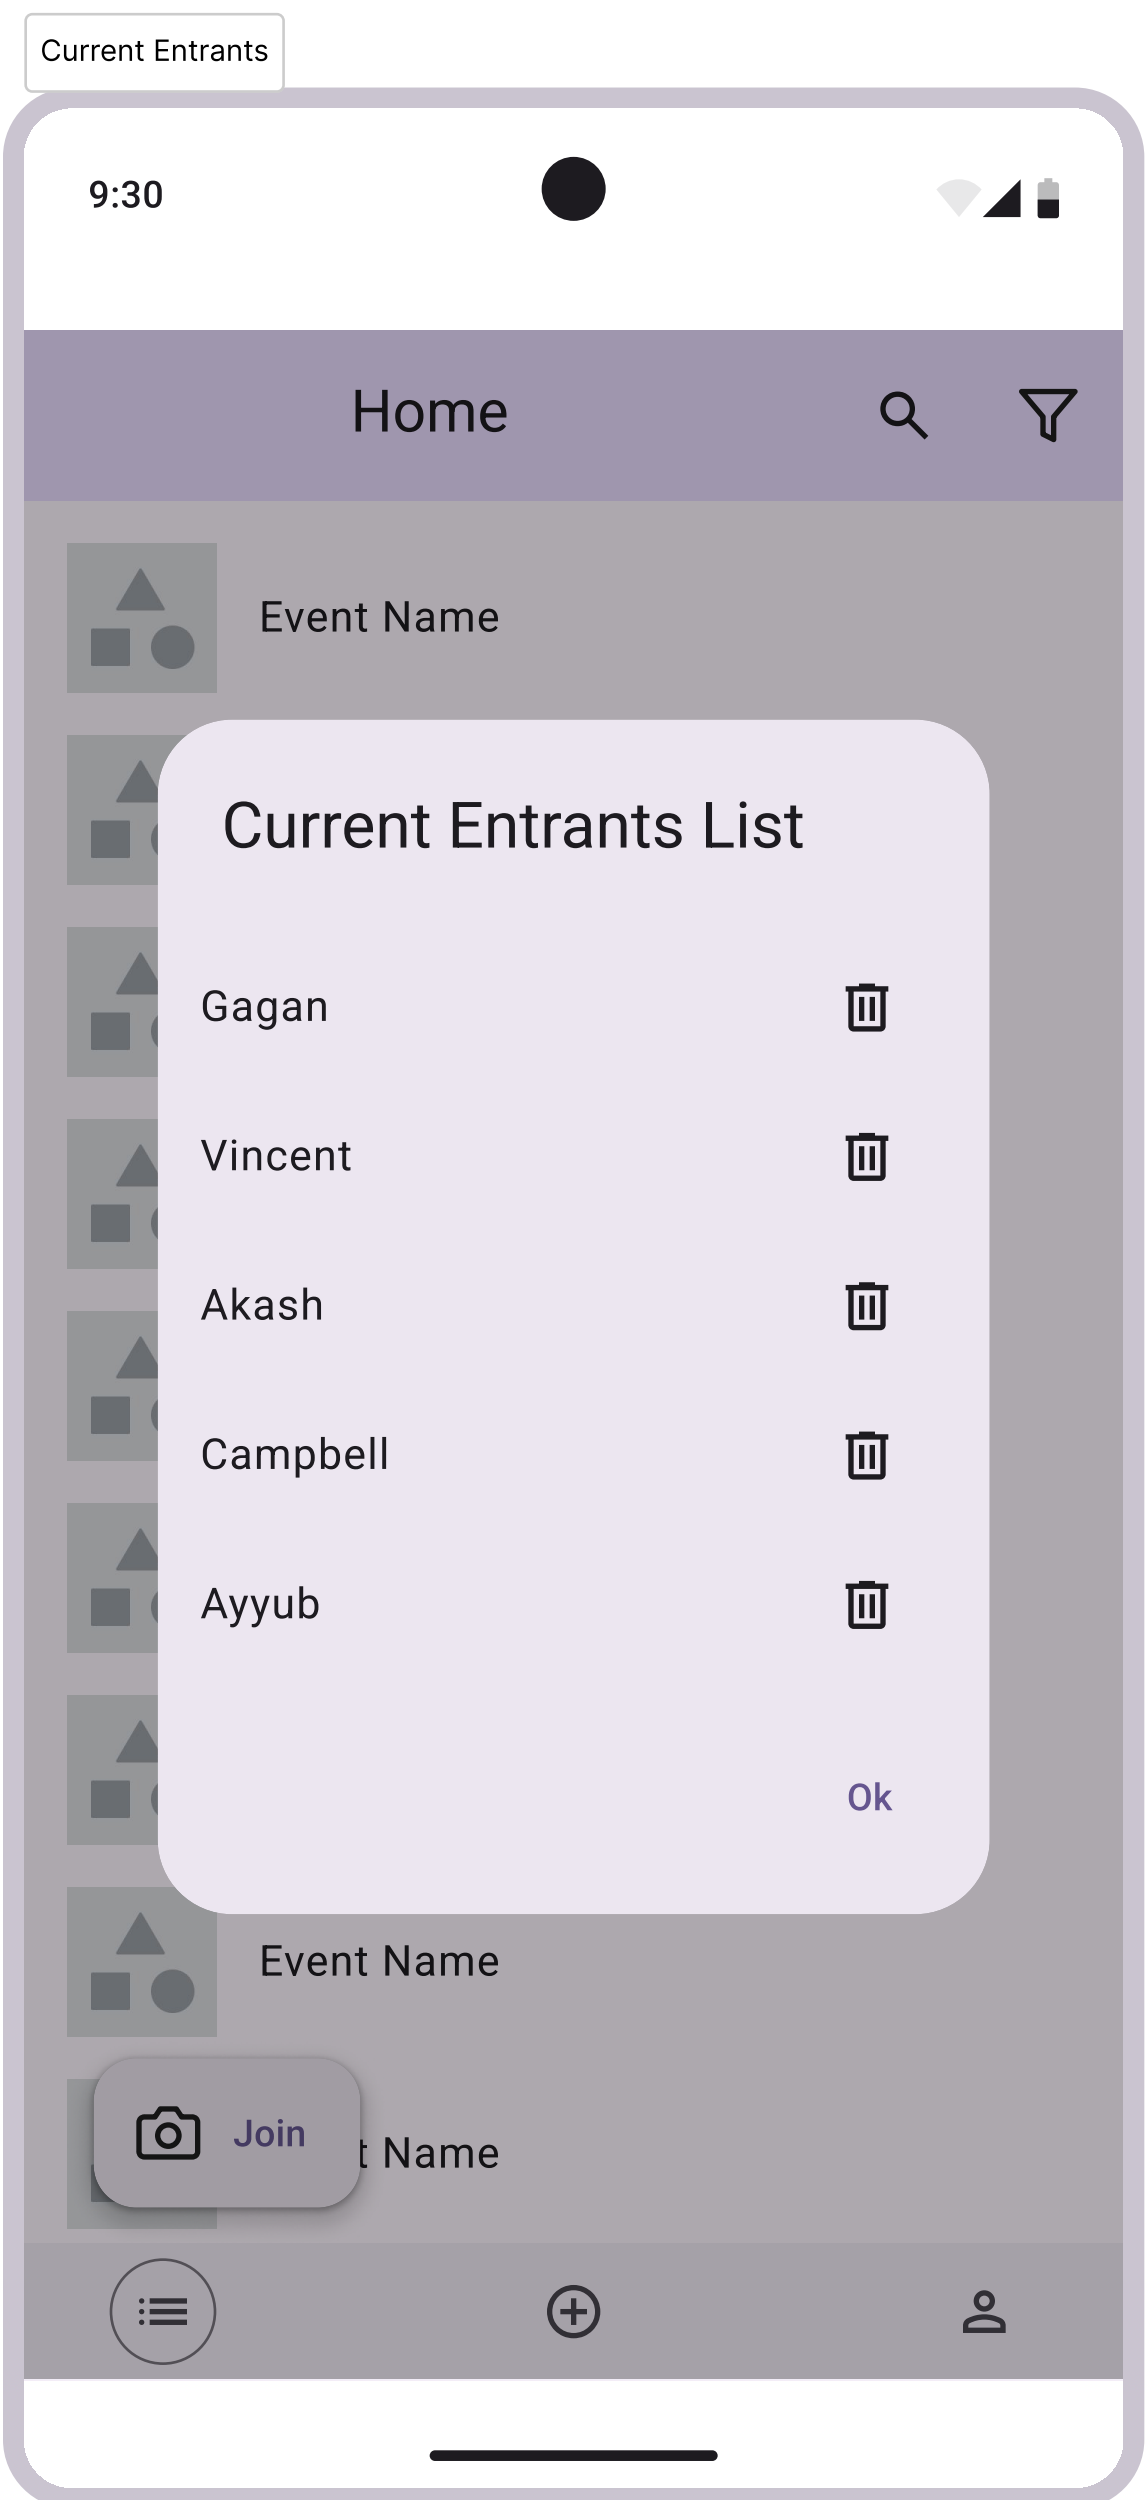 Current Entrants
9:30
Home
Event Name
Current Entrants List
Gagan
Vincent
Akash
Campbell
Ayyub
Ok
Event Name
Join
Name